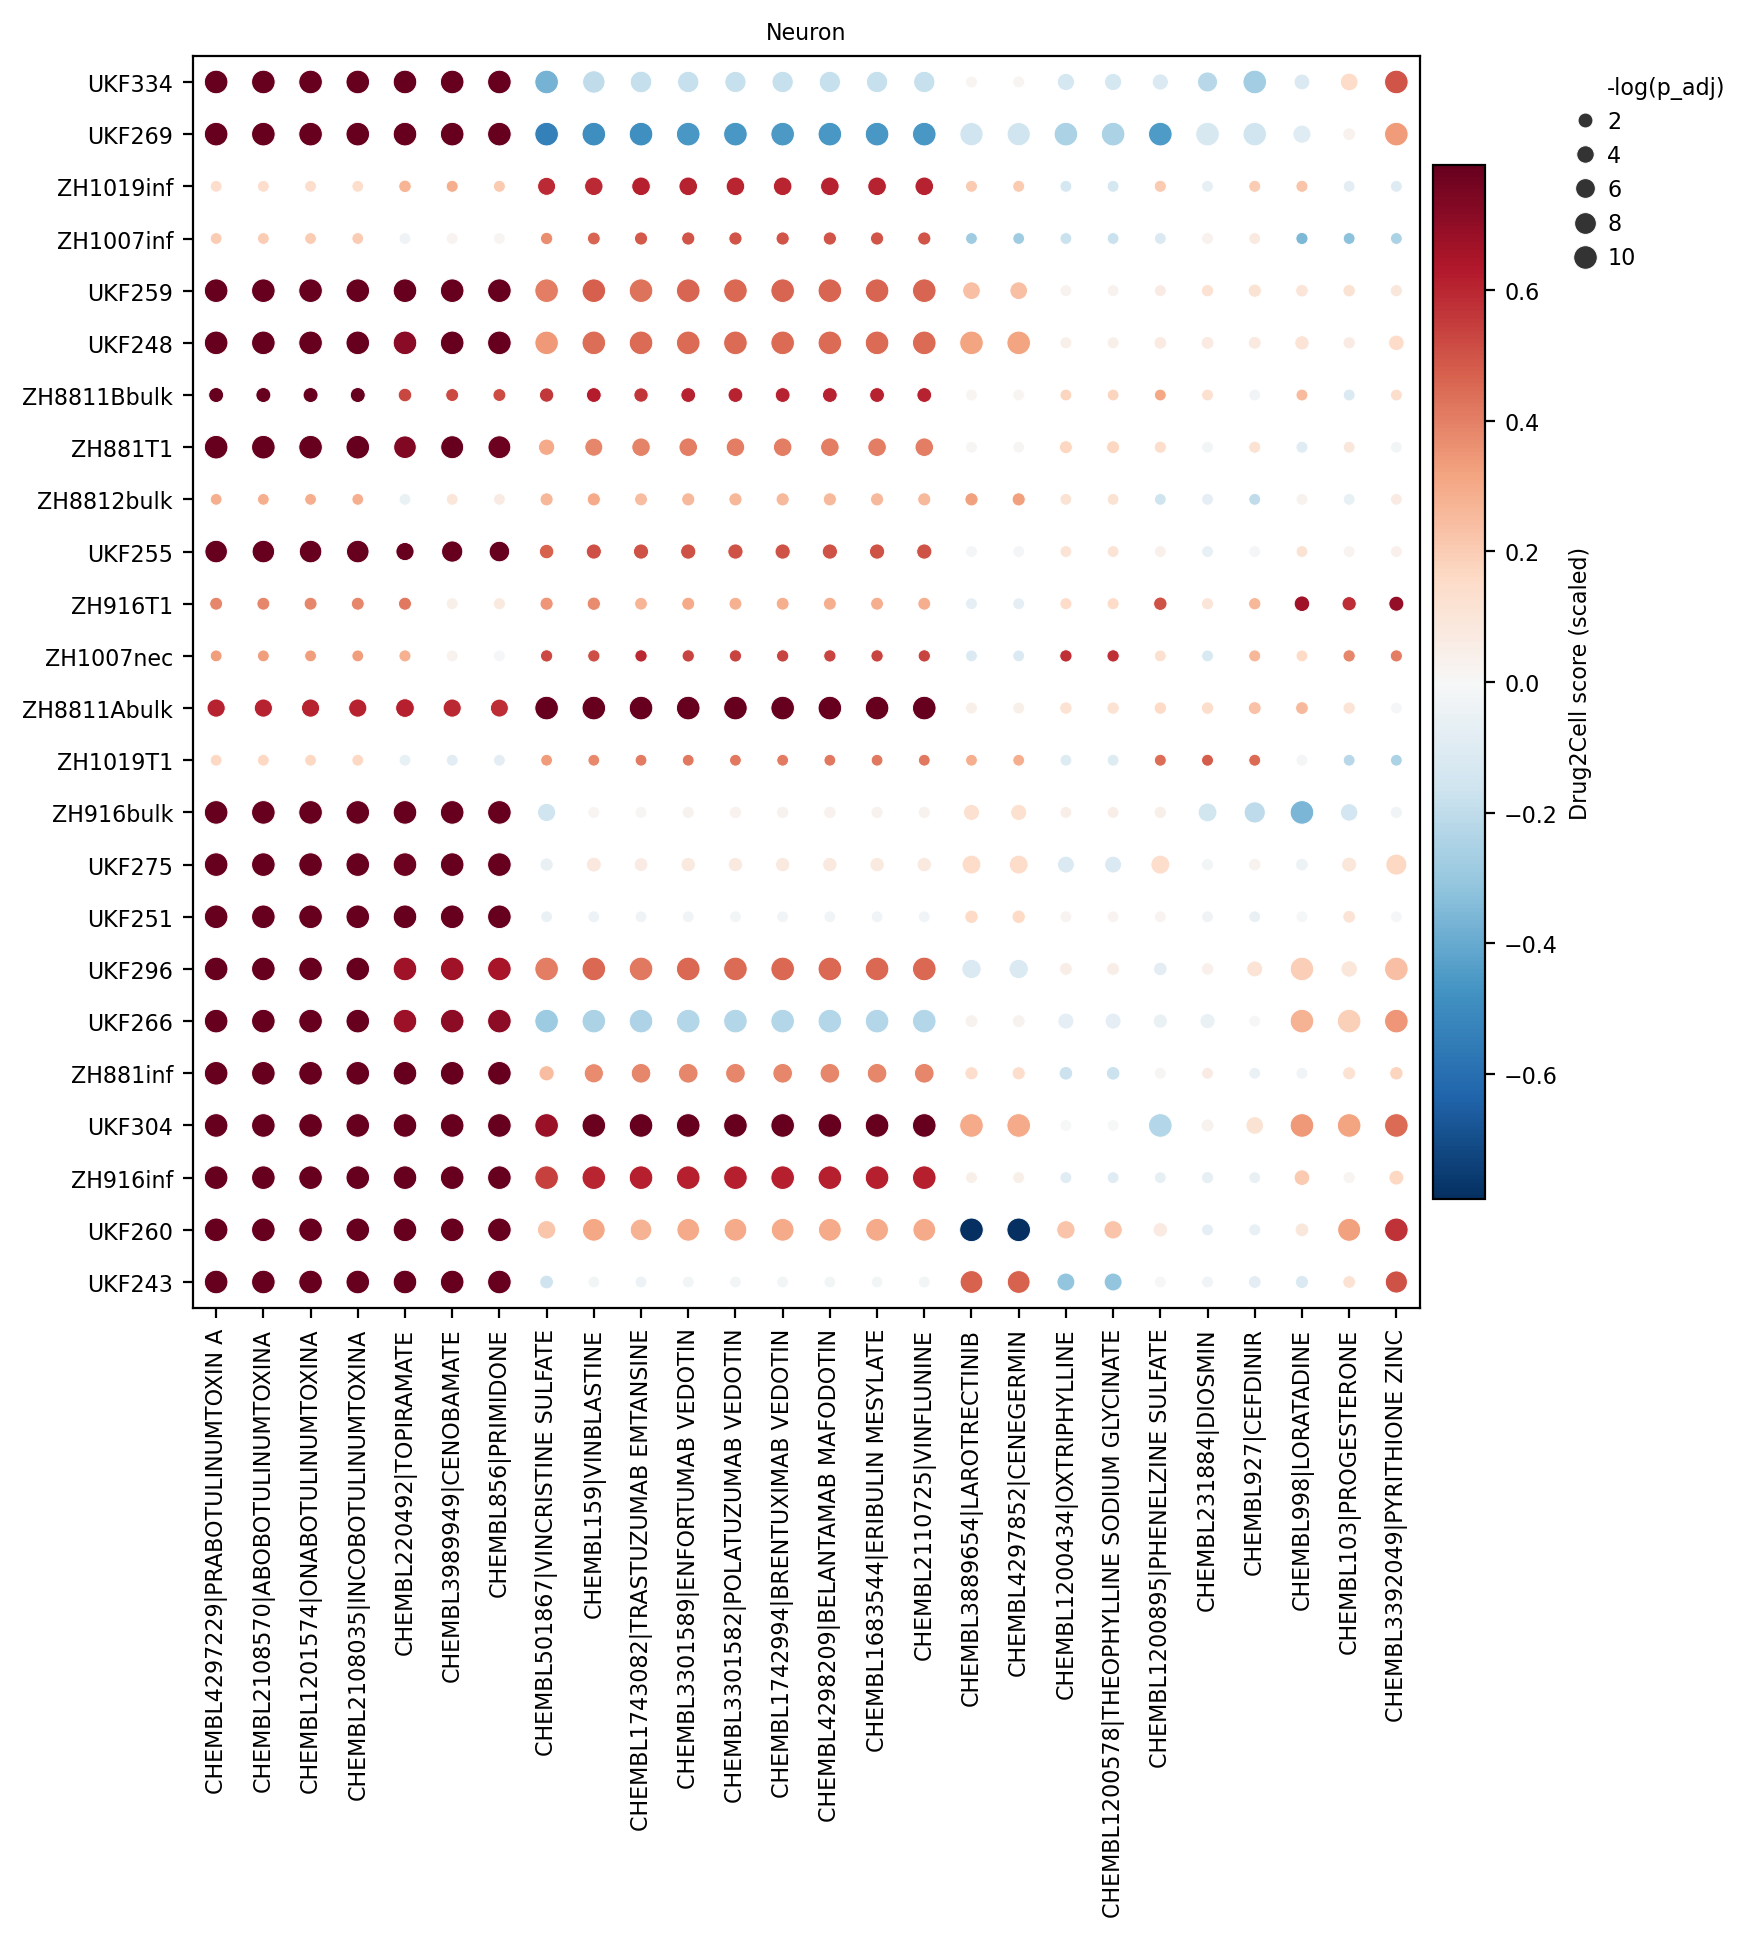 Neuron
UKF334
UKF269
ZH1019inf
ZH1007inf
UKF259
UKF248
ZH8811Bbulk
ZH881T1
ZH8812bulk
UKF255
ZH916T1
ZH1007nec
ZH8811Abulk
ZH1019T1
ZH916bulk
UKF275
UKF251
UKF296
UKF266
ZH881inf
UKF304
ZH916inf
UKF260
UKF243
CHEMBL4297229|PRABOTULINUMTOXIN A
CHEMBL2108570|ABOBOTULINUMTOXINA
CHEMBL1201574|ONABOTULINUMTOXINA
CHEMBL2108035|INCOBOTULINUMTOXINA
CHEMBL220492|TOPIRAMATE
CHEMBL3989949|CENOBAMATE
CHEMBL856|PRIMIDONE
CHEMBL501867|VINCRISTINE SULFATE
CHEMBL159|VINBLASTINE
CHEMBL1743082|TRASTUZUMAB EMTANSINE
CHEMBL3301589|ENFORTUMAB VEDOTIN
CHEMBL3301582|POLATUZUMAB VEDOTIN
CHEMBL1742994|BRENTUXIMAB VEDOTIN
CHEMBL4298209|BELANTAMAB MAFODOTIN
CHEMBL1683544|ERIBULIN MESYLATE
CHEMBL2110725|VINFLUNINE
CHEMBL3889654|LAROTRECTINIB
CHEMBL4297852|CENEGERMIN
CHEMBL1200434|OXTRIPHYLLINE
CHEMBL1200578|THEOPHYLLINE SODIUM GLYCINATE
CHEMBL1200895|PHENELZINE SULFATE
CHEMBL231884|DIOSMIN
CHEMBL927|CEFDINIR
CHEMBL998|LORATADINE
CHEMBL103|PROGESTERONE
CHEMBL3392049|PYRITHIONE ZINC
-log(p_adj)
2
4
6
8
10
0.6
0.4
0.2
0.0
−0.2
−0.4
−0.6
Drug2Cell score (scaled)